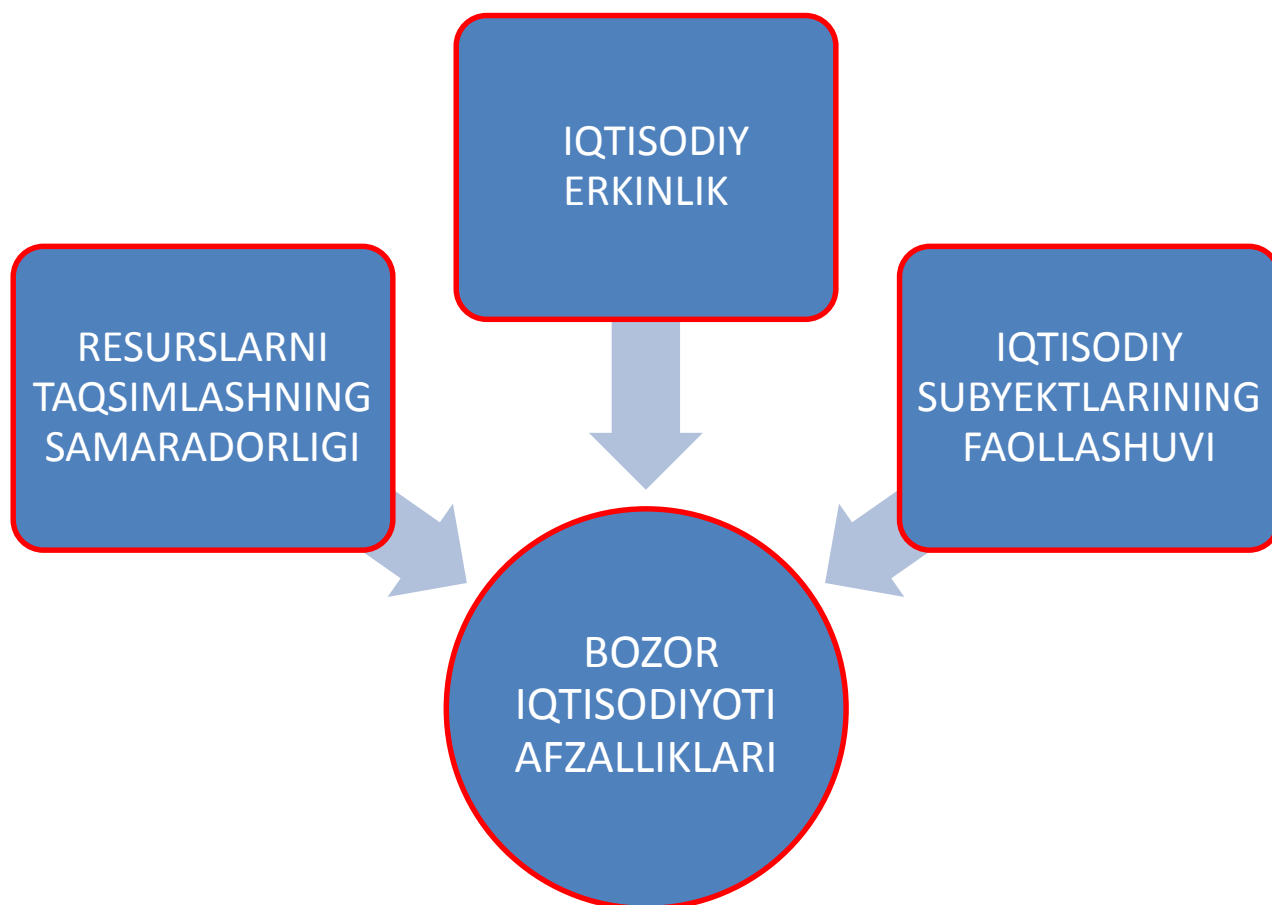 IQTISODIY
ERKINLIK
RESURSLARNI
TAQSIMLASHNING
SAMARADORLIGI
IQTISODIY
SUBYEKTLARINING
FAOLLASHUVI
BOZOR
IQTISODIYOTI
AFZALLIKLARI